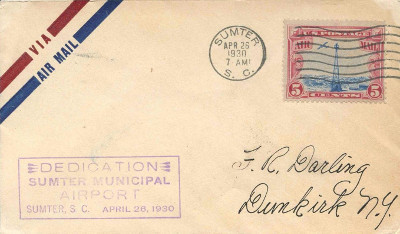 VIA
AIR MAIL
SUMTER
APR 26
1930
7 AM
S. C.
U.S. POSTAGE
AIR MAIL
5 CENTS 5
DEDICATION
SUMTER MUNICIPAL
AIRPORT
SUMTER, S. C. APRIL 26, 1930
F. R. Darling
Dunkirk N.Y.